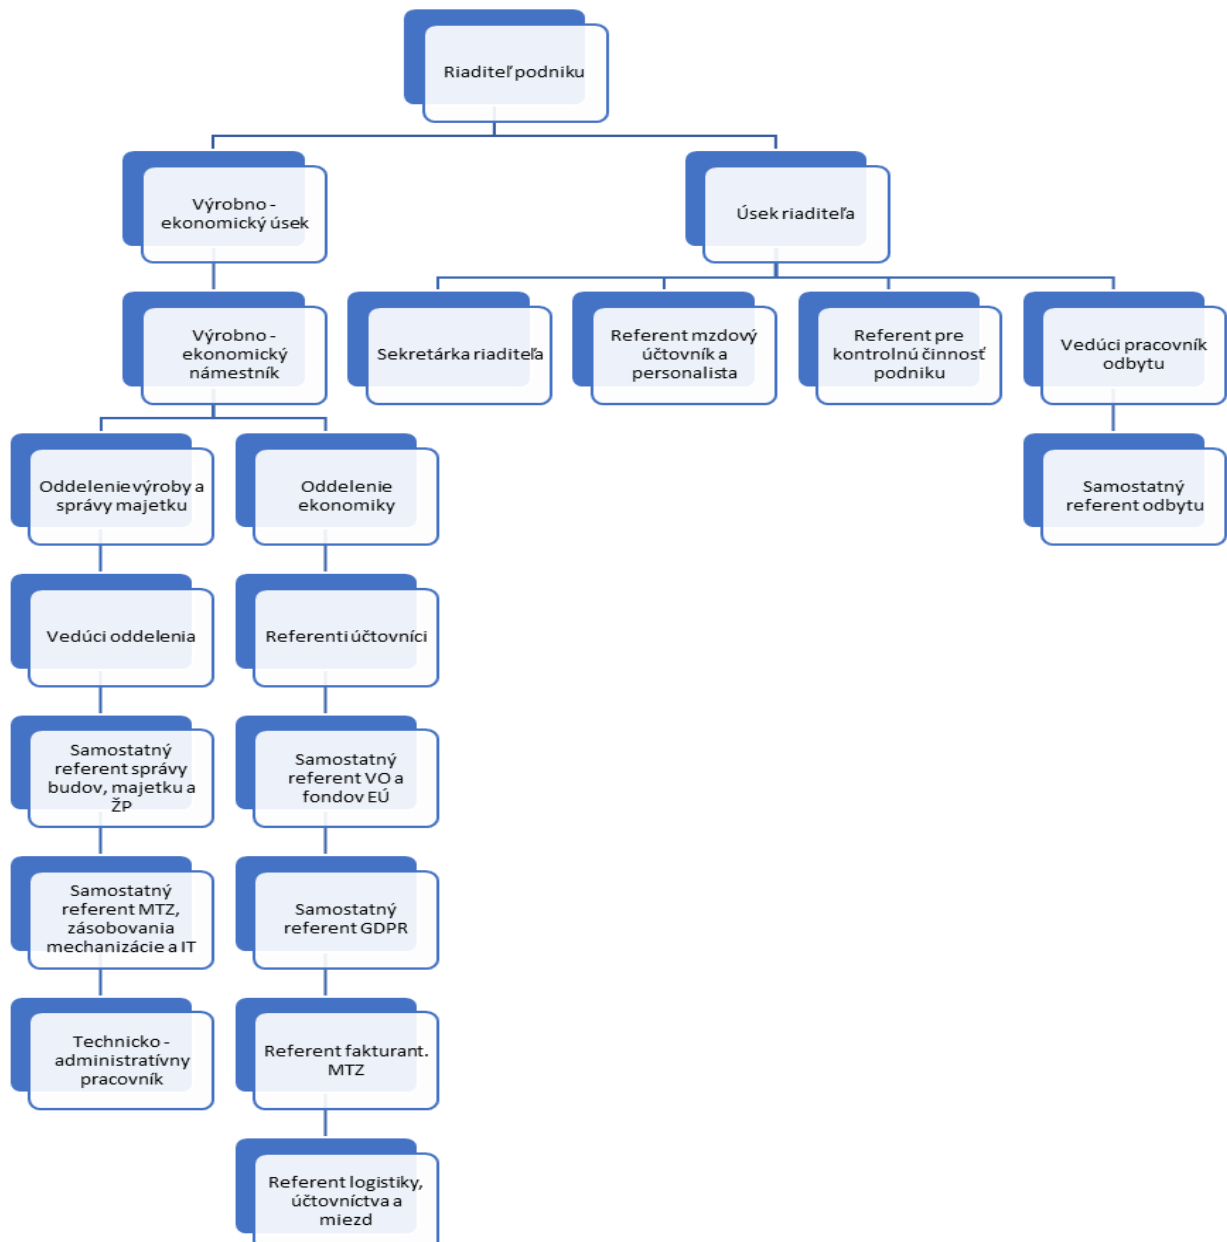 Riaditeľ podniku
Výrobno -
ekonomický úsek
Úsek riaditeľa
Výrobno -
ekonomický
námestník
Sekretárka riaditeľa
Referent mzdový
účtovník a
personalista
Referent pre
kontrolnú činnosť
podniku
Vedúci pracovník
odbytu
Oddelenie výroby a
správy majetku
Oddelenie
ekonomiky
Samostatný
referent odbytu
Vedúci oddelenia
Referenti účtovníci
Samostatný
referent správy
budov, majetku a
ŽP
Samostatný
referent VO a
fondov EÚ
Samostatný
referent MTZ,
zásobovania
mechanizácie a IT
Samostatný
referent GDPR
Technicko -
administratívny
pracovník
Referent fakturant.
MTZ
Referent logistiky,
účtovníctva a
miezd